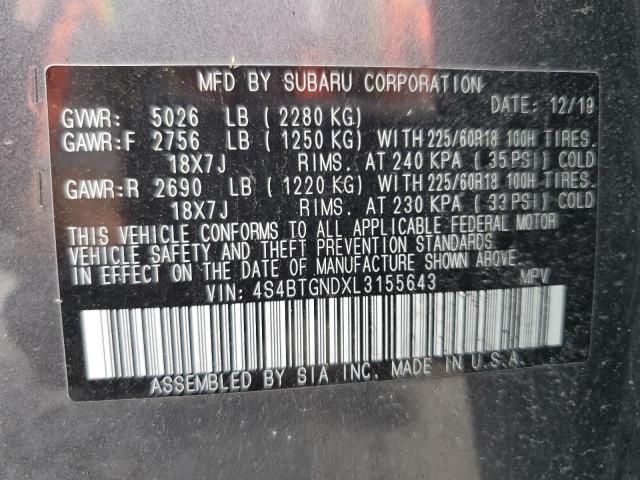 MFD BY SUBARU CORPORATION
DATE: 12/19
GVWR: 5026 LB ( 2280 KG)
GAWR:F 2756 LB ( 1250 KG) WITH 225/60R18 100H TIRES.
18X7J RIMS. AT 240 KPA ( 35 PSI) COLD
GAWR:R 2690 LB ( 1220 KG) WITH 225/60R18 100H TIRES.
18X7J RIMS. AT 230 KPA ( 33 PSI) COLD
THIS VEHICLE CONFORMS TO ALL APPLICABLE FEDERAL MOTOR
VEHICLE SAFETY AND THEFT PREVENTION STANDARDS.
IN EFFECT ON THE DATE OF MANUFACTURE SHOWN ABOVE.
VIN: 4S4BTGNDXL3155643 MPV
ASSEMBLED BY SIA INC. MADE IN U.S.A.